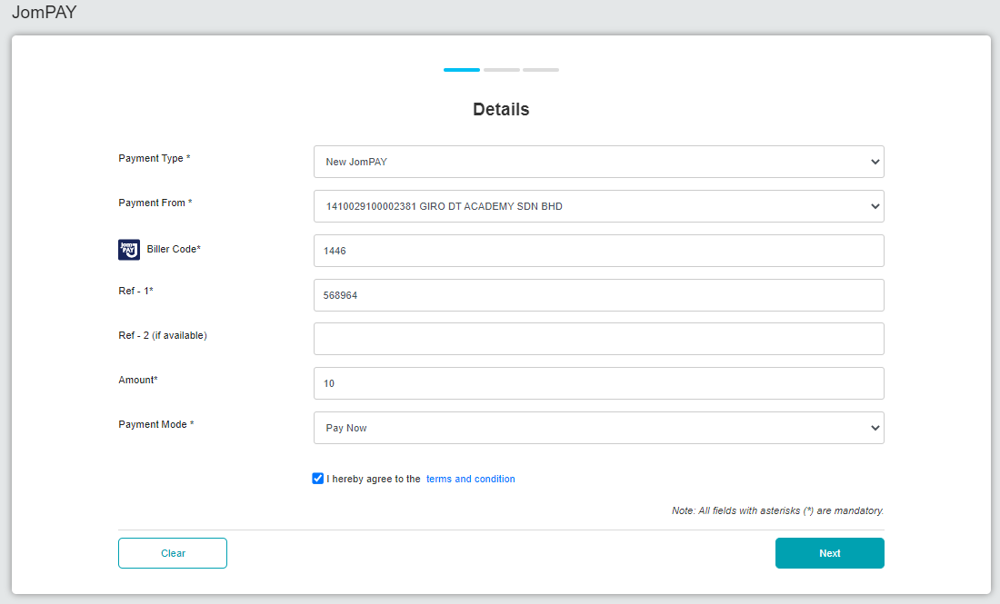 JomPAY
Details
Payment Type *
New JomPAY
Payment From *
1410029100002381 GIRO DT ACADEMY SDN BHD
Jom PAY Biller Code*
1446
Ref - 1*
568964
Ref - 2 (if available)
Amount*
10
Payment Mode *
Pay Now
I hereby agree to the terms and condition
Note: All fields with asterisks (*) are mandatory.
Clear
Next